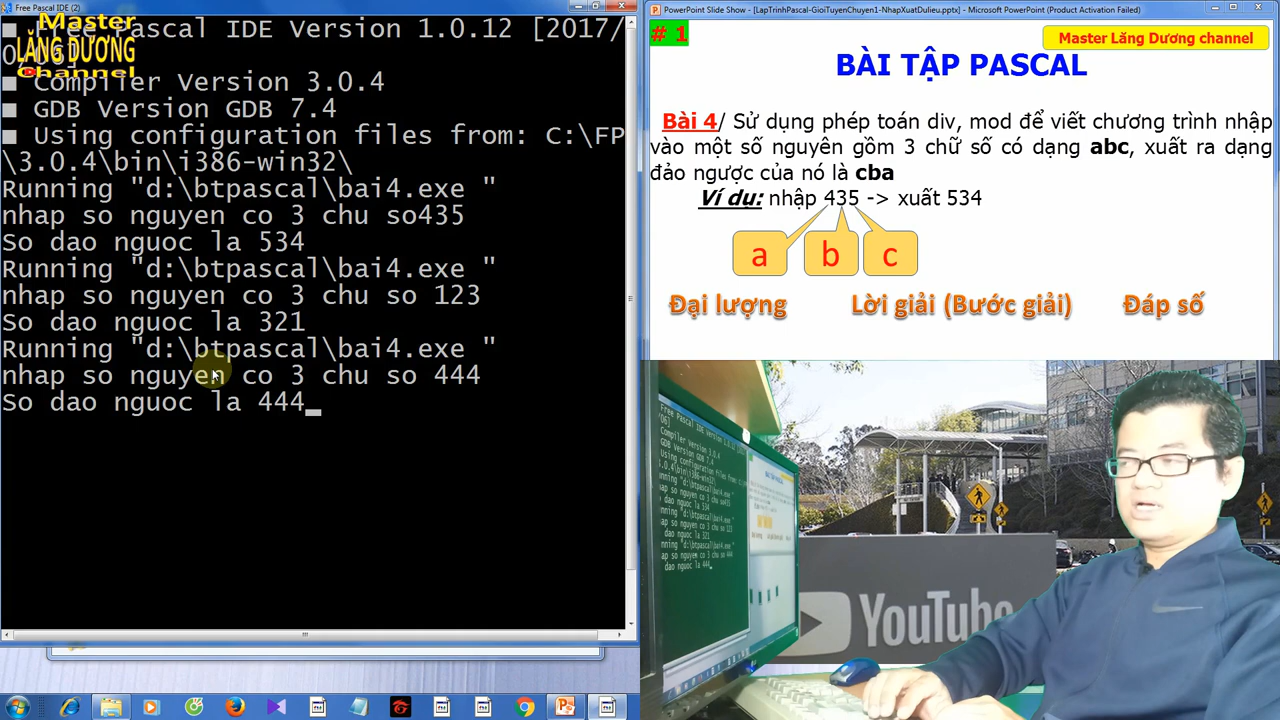 Free Pascal IDE (2)
■ Free Pascal IDE Version 1.0.12 [2017/
0/06]
■ Compiler Version 3.0.4
■ GDB Version GDB 7.4
■ Using configuration files from: C:\FP
\3.0.4\bin\i386-win32\
Running "d:\btpascal\bai4.exe "
nhap so nguyen co 3 chu so435
So dao nguoc la 534
Running "d:\btpascal\bai4.exe "
nhap so nguyen co 3 chu so 123
So dao nguoc la 321
Running "d:\btpascal\bai4.exe "
nhap so nguyen co 3 chu so 444
So dao nguoc la 444
Master
LĂNG DƯƠNG
Channel
PowerPoint Slide Show - [LapTrinhPascal-GioiTuyenChuyen1-NhapXuatDulieu.pptx] - Microsoft PowerPoint (Product Activation Failed)
# 1
Master Lăng Dương channel
BÀI TẬP PASCAL
Bài 4/ Sử dụng phép toán div, mod để viết chương trình nhập
vào một số nguyên gồm 3 chữ số có dạng abc, xuất ra dạng
đảo ngược của nó là cba
Ví dụ: nhập 435 -> xuất 534
a b c
Đại lượng Lời giải (Bước giải) Đáp số
YouTube